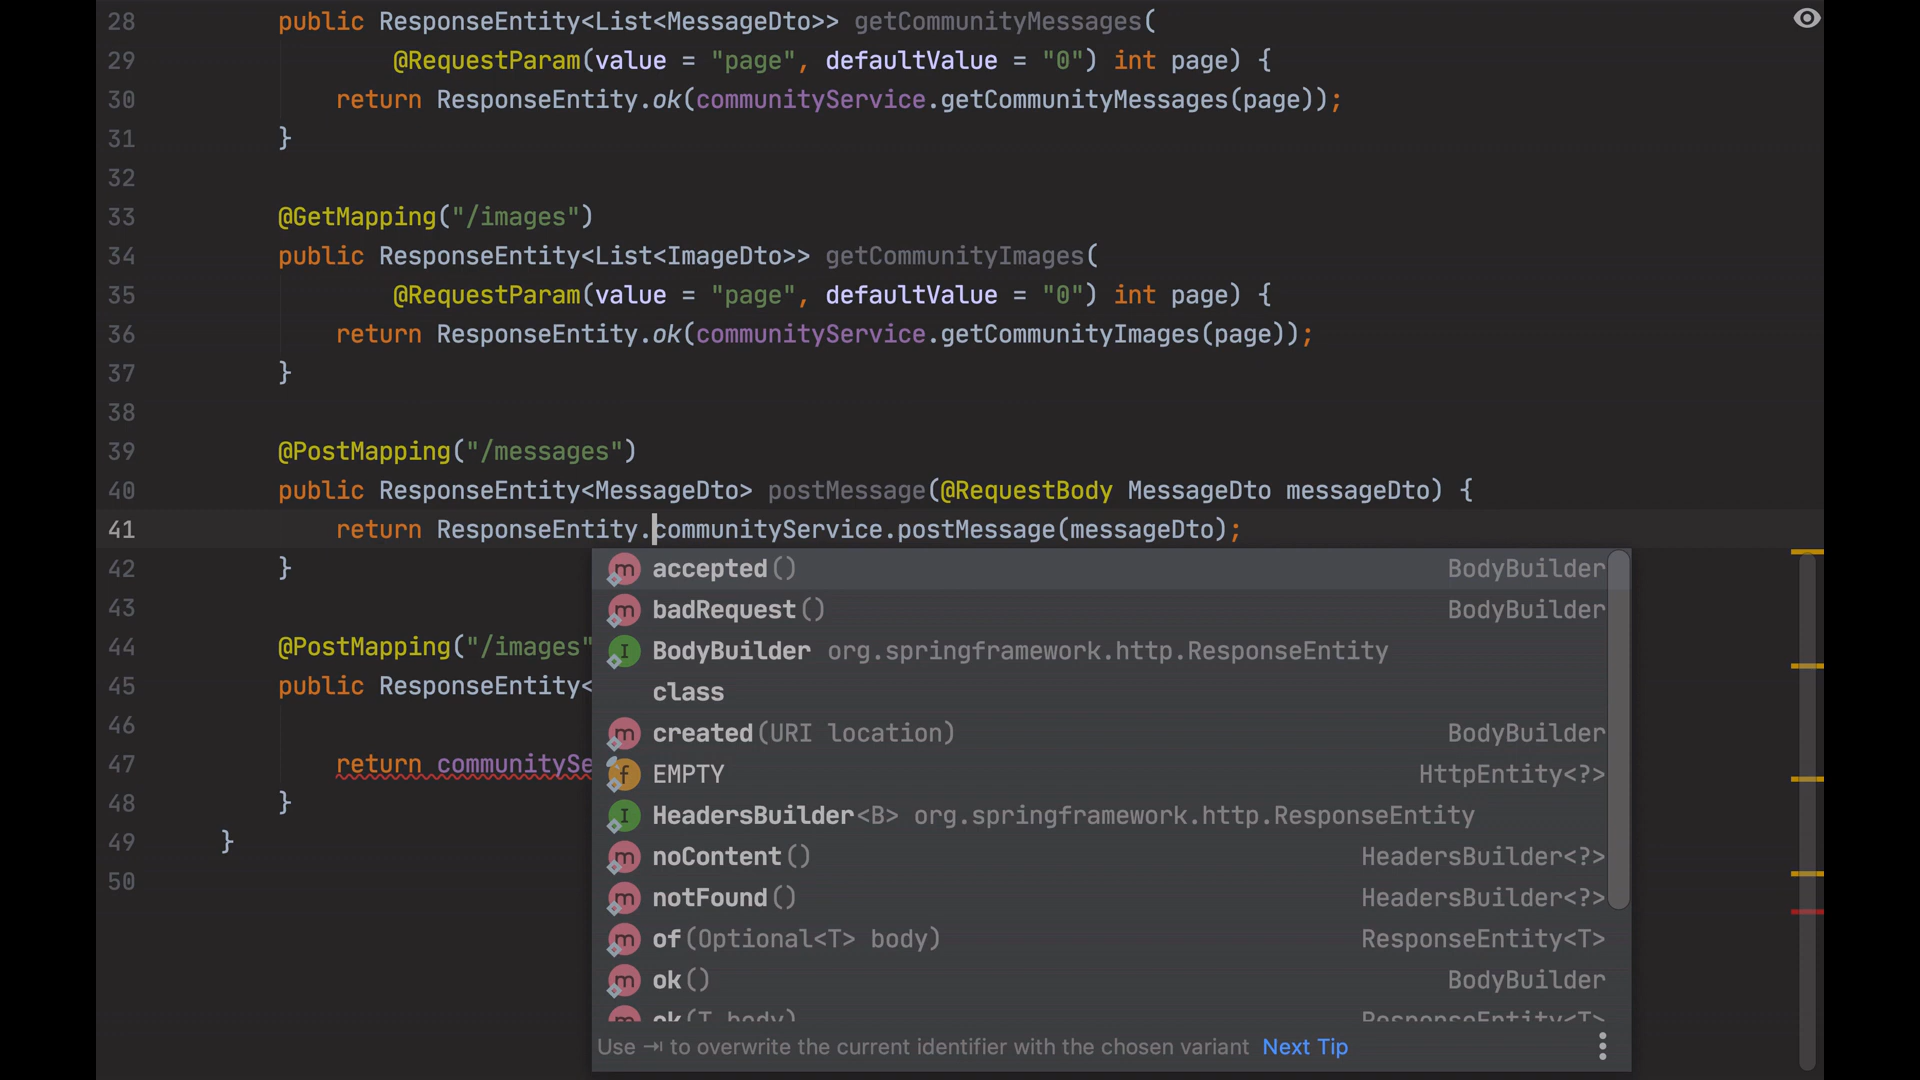 28 public ResponseEntity<List<MessageDto>> getCommunityMessages(
29 @RequestParam(value = "page", defaultValue = "0") int page) {
30 return ResponseEntity.ok(communityService.getCommunityMessages(page));
31 }
32
33 @GetMapping("/images")
34 public ResponseEntity<List<ImageDto>> getCommunityImages(
35 @RequestParam(value = "page", defaultValue = "0") int page) {
36 return ResponseEntity.ok(communityService.getCommunityImages(page));
37 }
38
39 @PostMapping("/messages")
40 public ResponseEntity<MessageDto> postMessage(@RequestBody MessageDto messageDto) {
41 return ResponseEntity.communityService.postMessage(messageDto);
42 }
43
44 @PostMapping("/images"
45 public ResponseEntity<
46
47 return communitySe
48 }
49 }
50
accepted() BodyBuilder
badRequest() BodyBuilder
BodyBuilder org.springframework.http.ResponseEntity
class
created(URI location) BodyBuilder
EMPTY HttpEntity<?>
HeadersBuilder<B> org.springframework.http.ResponseEntity
noContent() HeadersBuilder<?>
notFound() HeadersBuilder<?>
of(Optional<T> body) ResponseEntity<T>
ok() BodyBuilder
ok(T body) ResponseEntity<T>
Use ⇥ to overwrite the current identifier with the chosen variant Next Tip